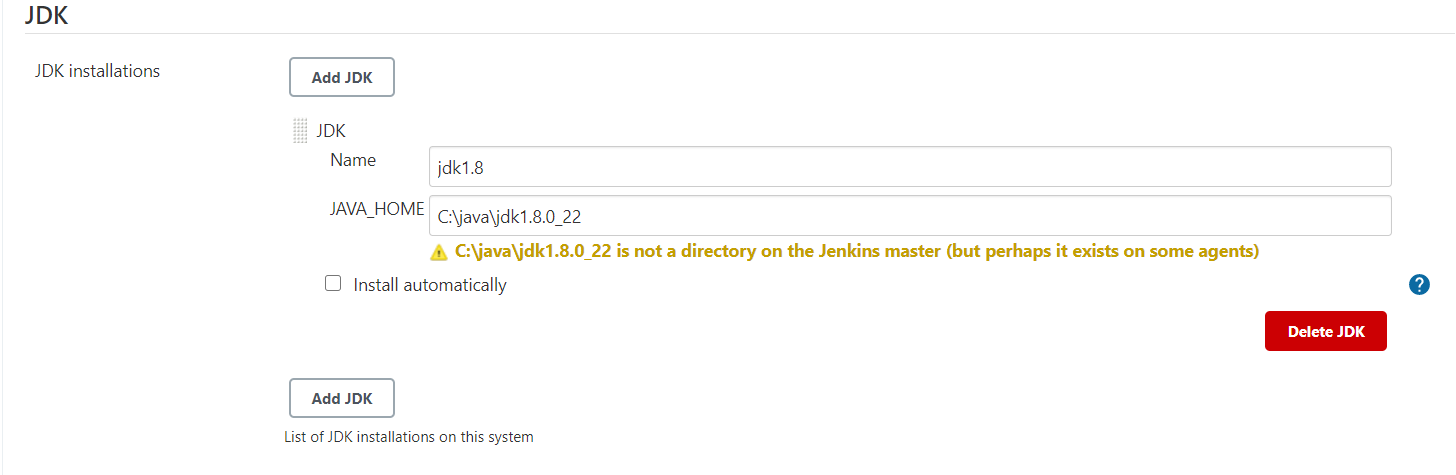 JDK
JDK installations
Add JDK
JDK
Name
jdk1.8
JAVA_HOME
C:\java\jdk1.8.0_22
C:\java\jdk1.8.0_22 is not a directory on the Jenkins master (but perhaps it exists on some agents)
Install automatically
?
Delete JDK
Add JDK
List of JDK installations on this system